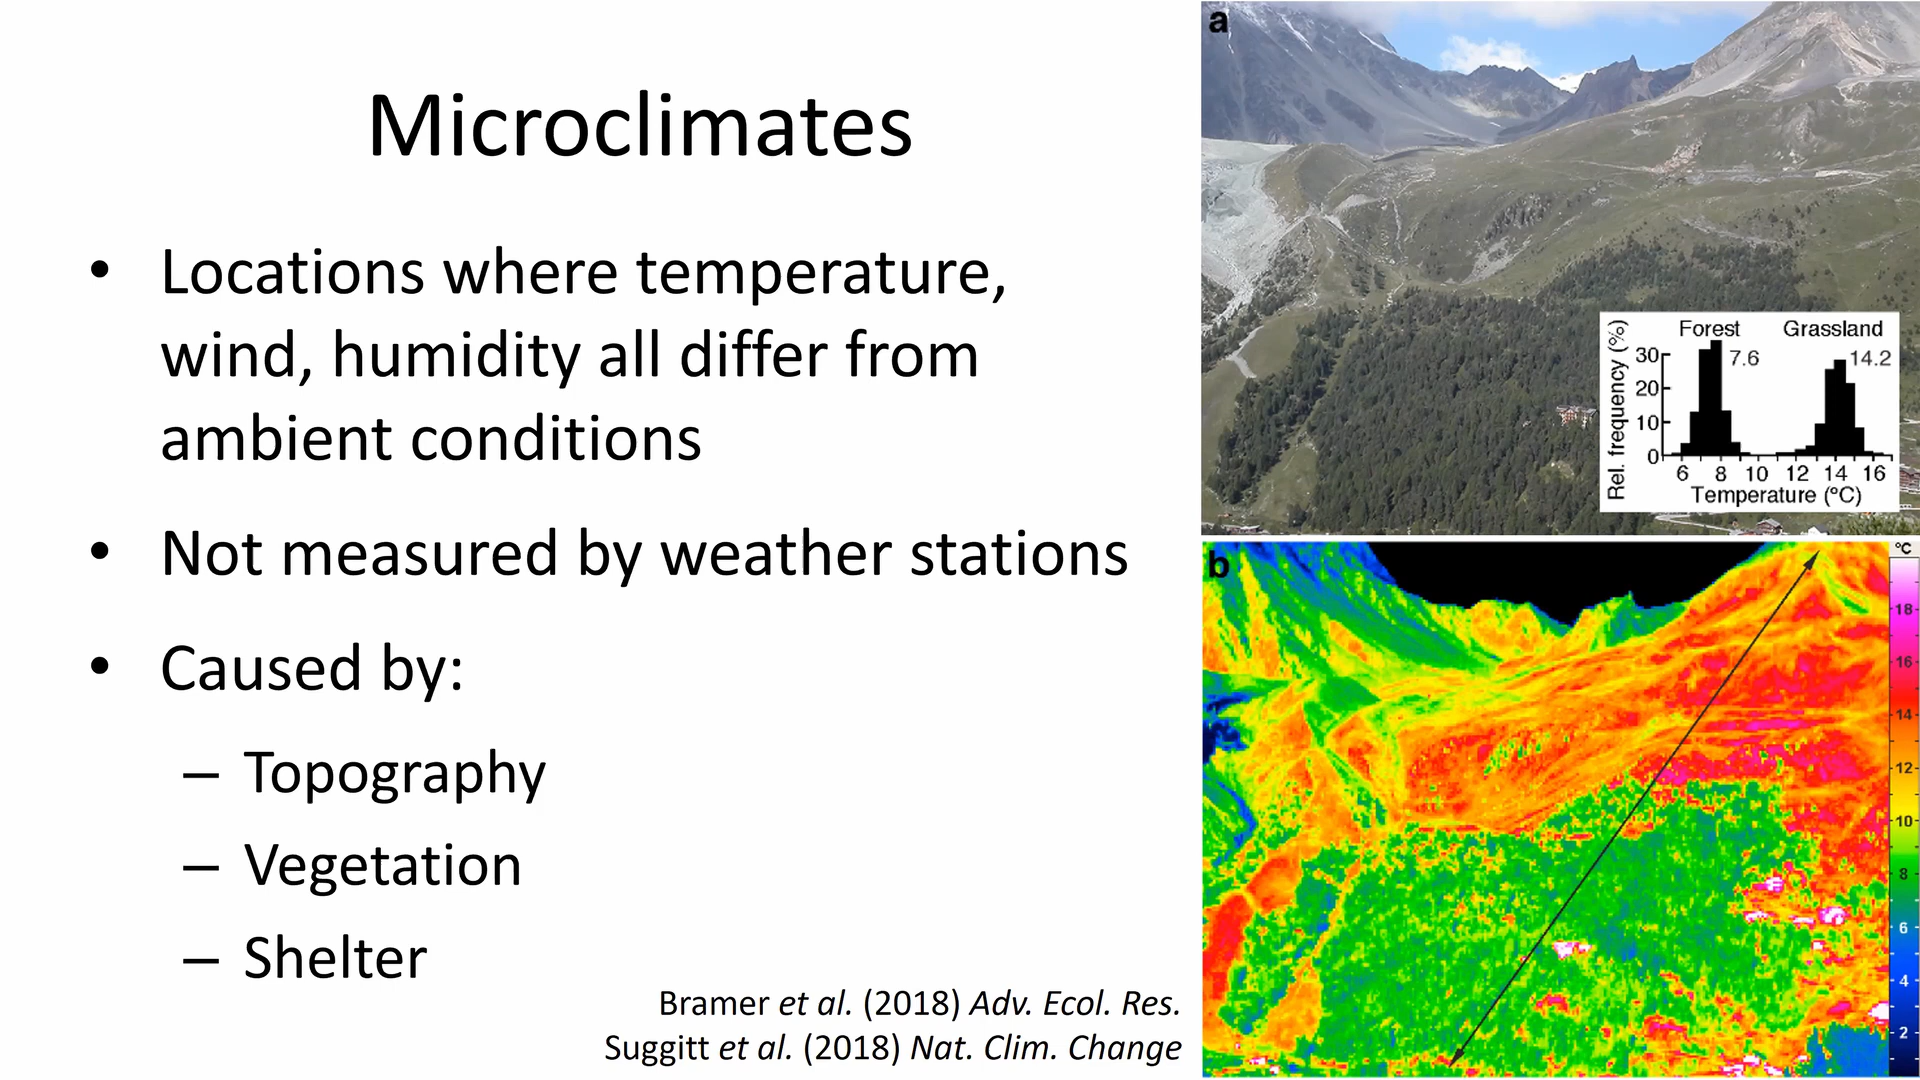 Microclimates
• Locations where temperature,
wind, humidity all differ from
ambient conditions
• Not measured by weather stations
• Caused by:
– Topography
– Vegetation
– Shelter
Bramer et al. (2018) Adv. Ecol. Res.
Suggitt et al. (2018) Nat. Clim. Change
a
Forest Grassland
7.6 14.2
Rel. frequency (%)
30
20
10
0
6 8 10 12 14 16
Temperature (°C)
b
°C
18
16
14
12
10
8
6
4
2